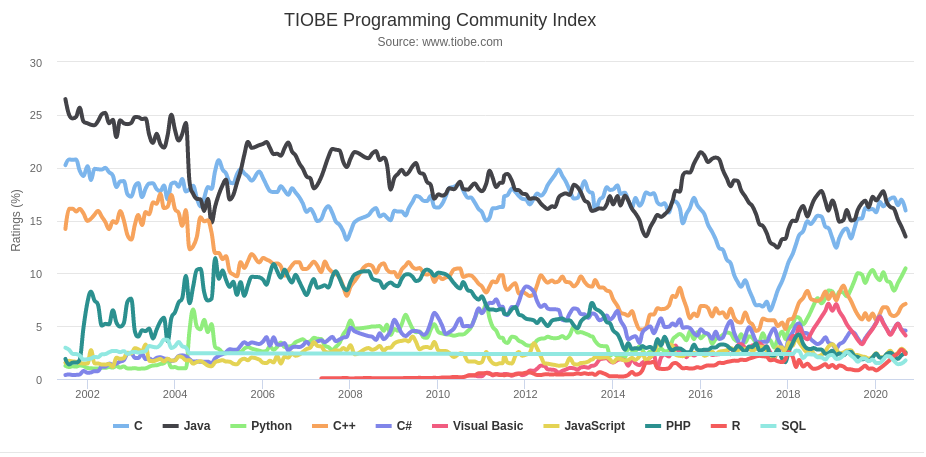 TIOBE Programming Community Index
Source: www.tiobe.com
Ratings (%)
30
25
20
15
10
5
0
2002 2004 2006 2008 2010 2012 2014 2016 2018 2020
C Java Python C++ C# Visual Basic JavaScript PHP R SQL